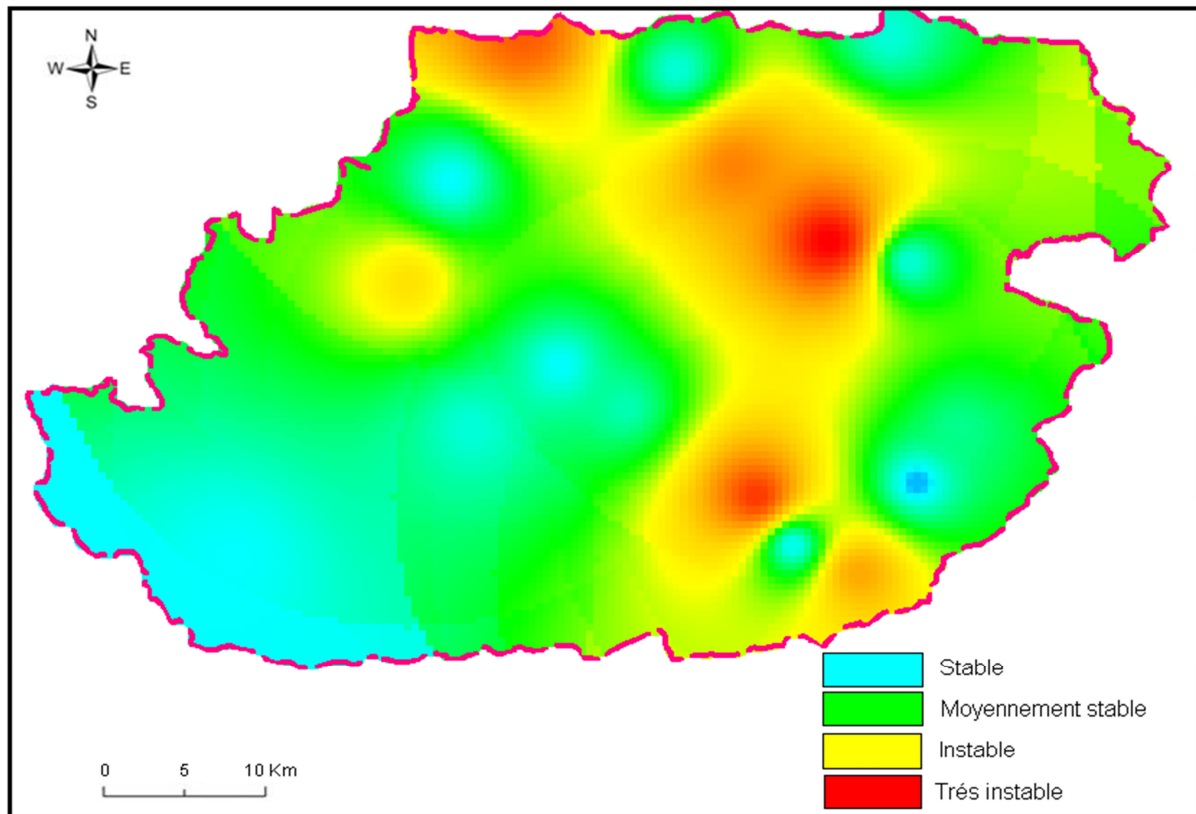 N
W E
S
Stable
Moyennement stable
Instable
Trés instable
0 5 10 Km